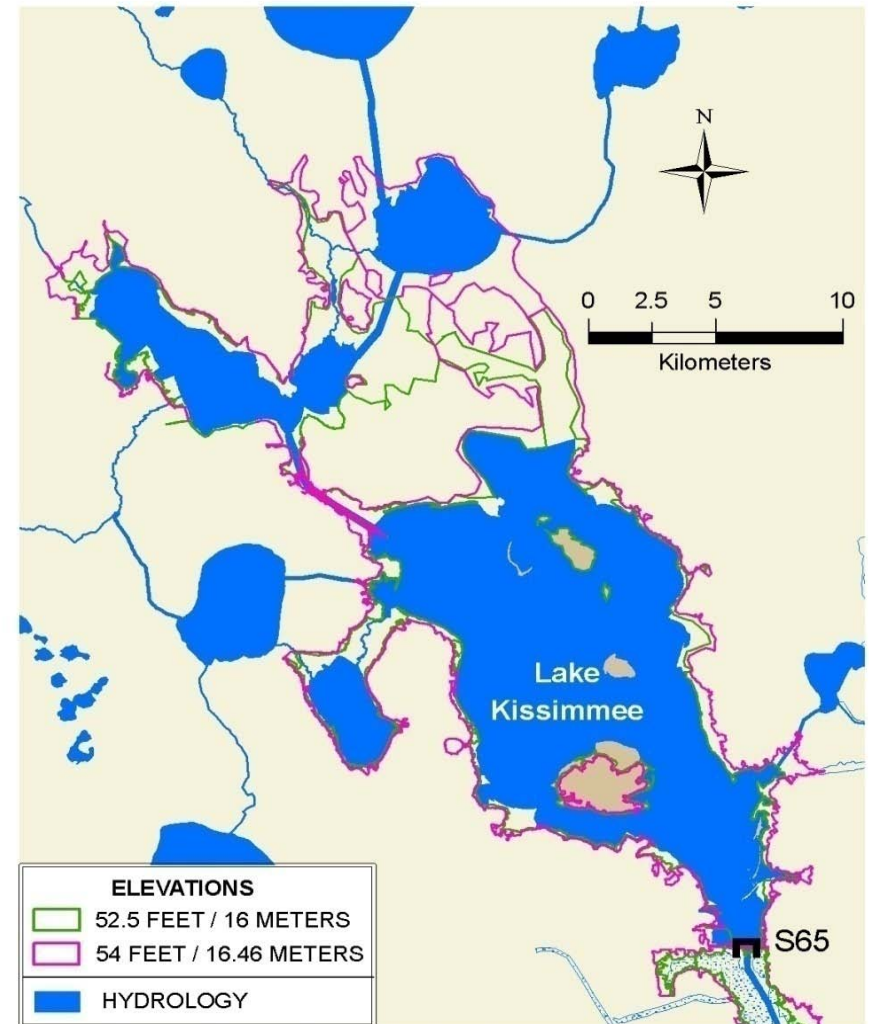 N
0 2.5 5 10
Kilometers
Lake
Kissimmee
S65
ELEVATIONS
52.5 FEET / 16 METERS
54 FEET / 16.46 METERS
HYDROLOGY